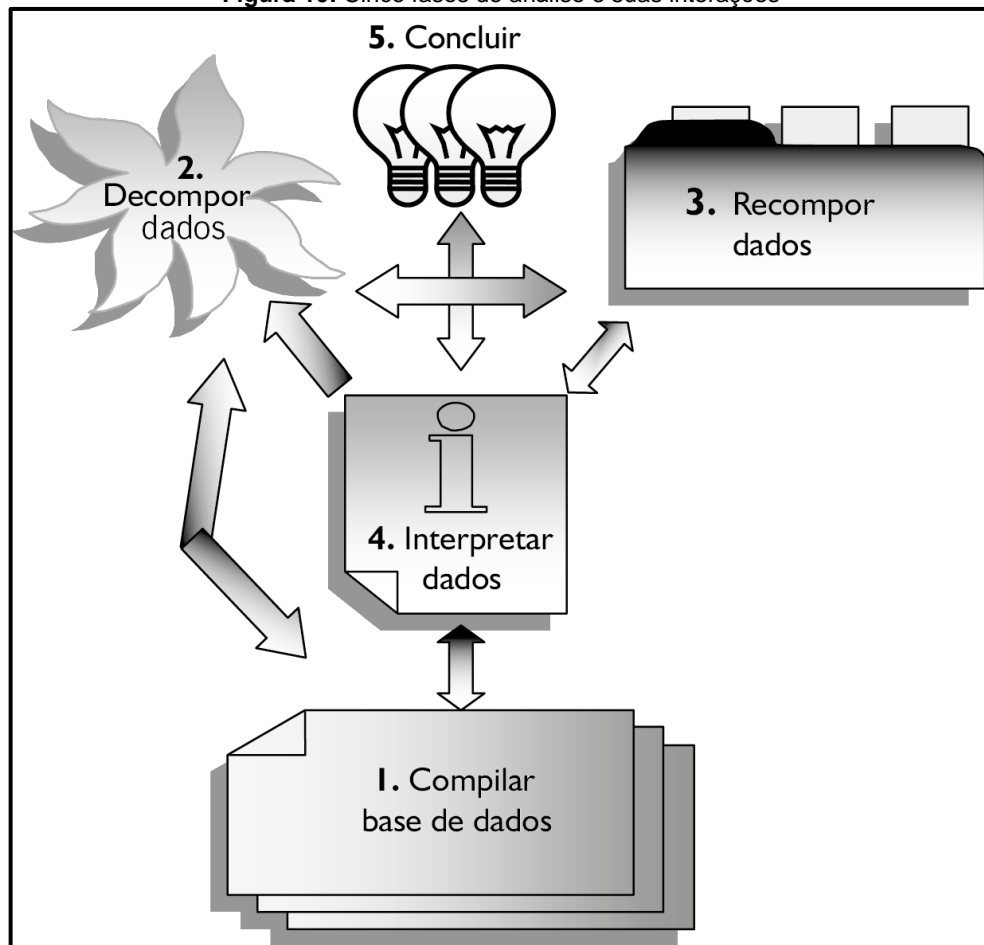 5. Concluir
2.
Decompor
dados
3. Recompor
dados
4. Interpretar
dados
1. Compilar
base de dados